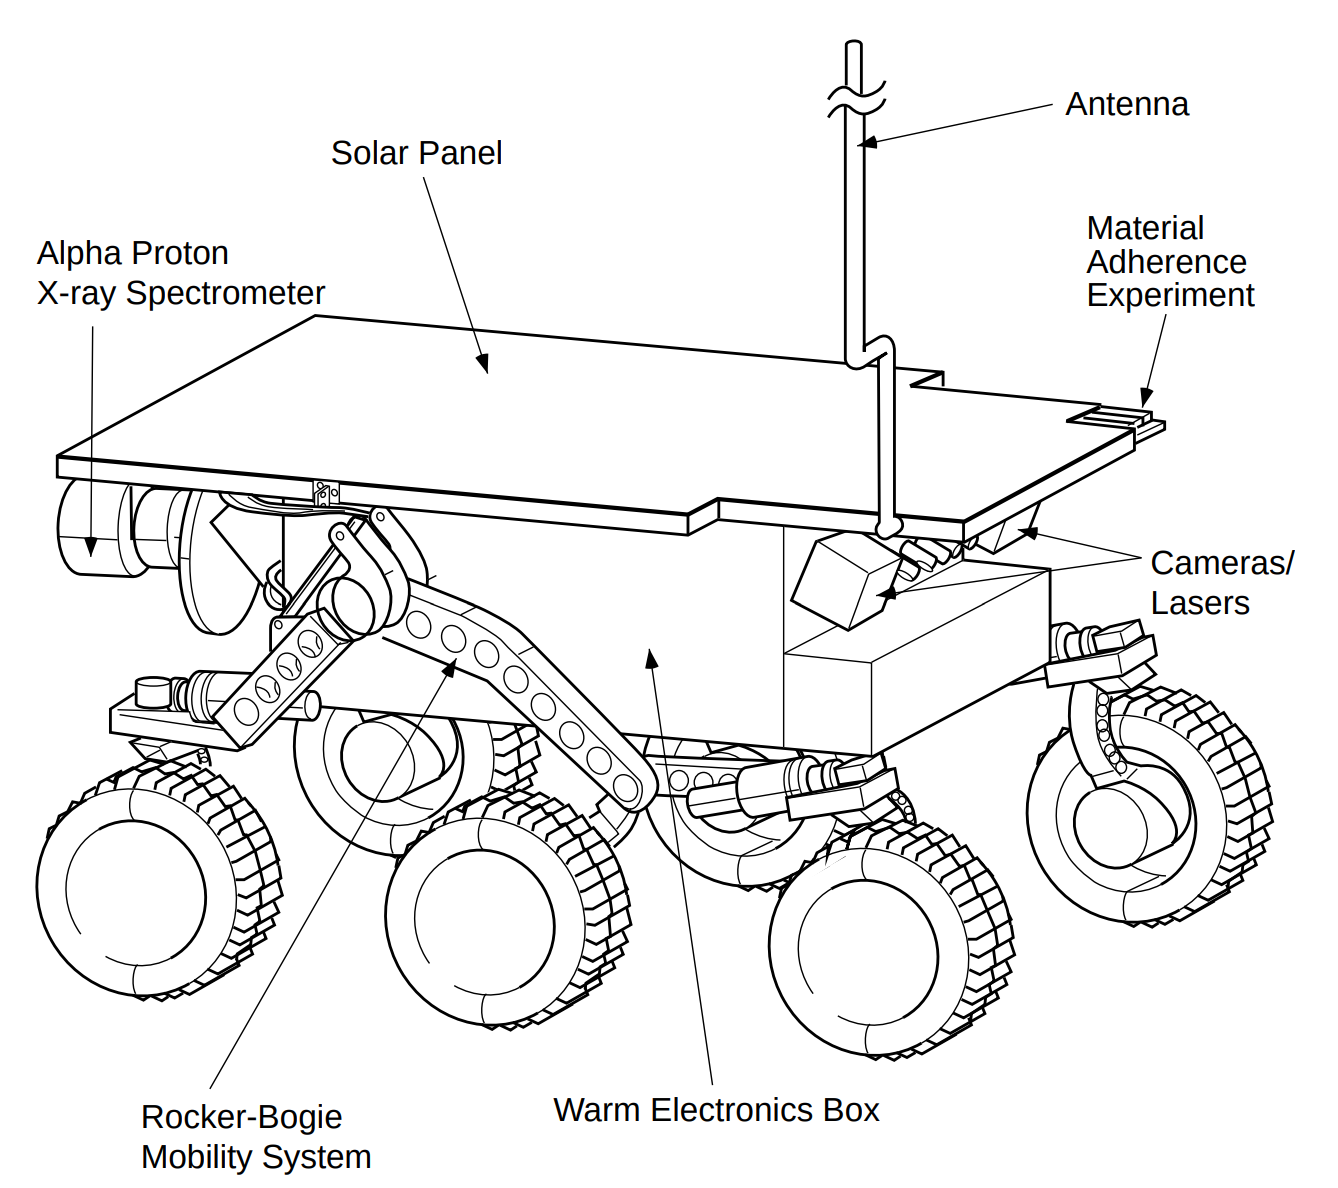 Antenna
Solar Panel
Material
Adherence
Experiment
Alpha Proton
X-ray Spectrometer
Cameras/
Lasers
Rocker-Bogie
Mobility System
Warm Electronics Box